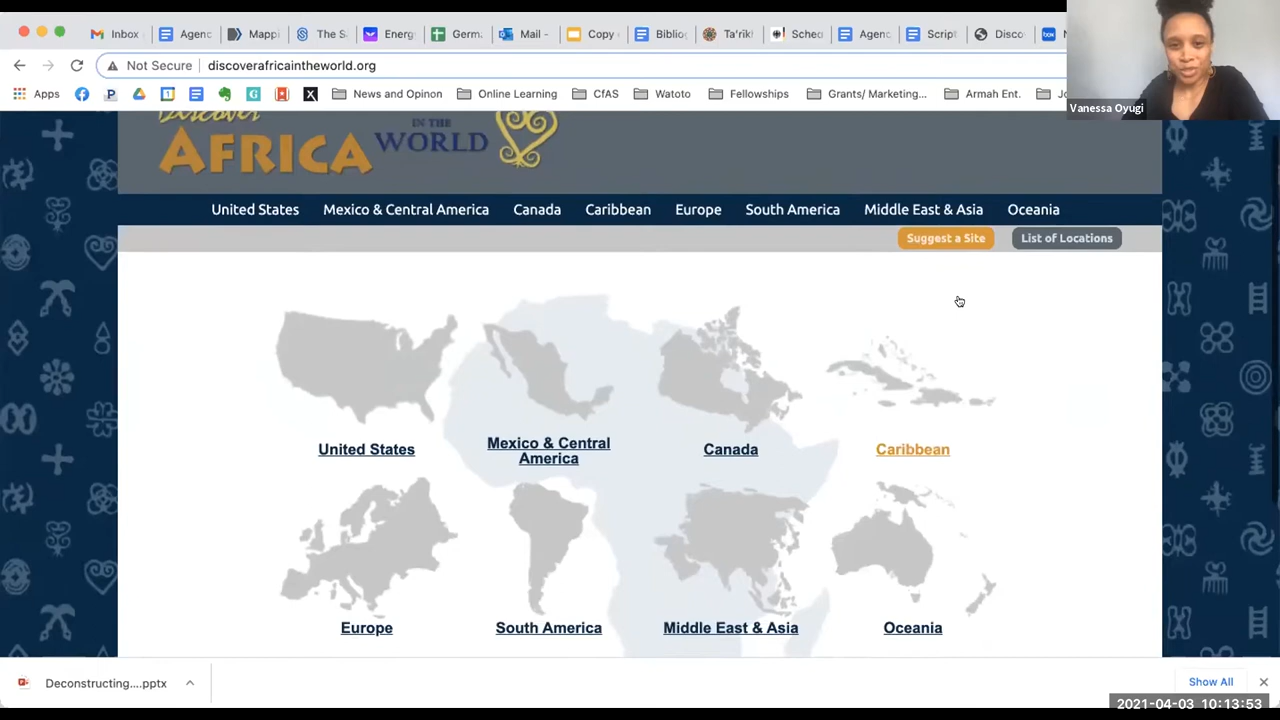 Inbox
Agenc
Mappi
The S
Energ
Germ.
Mail -
Copy
Biblio
Ta'rik
Sched
Agenc
Script
Disco
Not Secure
discoverafricaintheworld.org
Apps
News and Opinon
Online Learning
CfAS
Watoto
Fellowships
Grants/ Marketing...
Armah Ent.
Vanessa Oyugi
Discover
AFRICA
IN THE
WORLD
United States
Mexico & Central America
Canada
Caribbean
Europe
South America
Middle East & Asia
Oceania
Suggest a Site
List of Locations
United States
Mexico & Central
America
Canada
Caribbean
Europe
South America
Middle East & Asia
Oceania
Deconstructing....pptx
Show All
2021-04-03 10:13:53